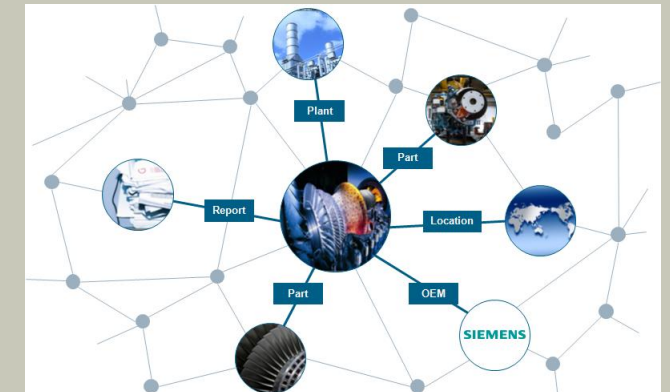 Plant
Part
Report
Location
Part
OEM
SIEMENS